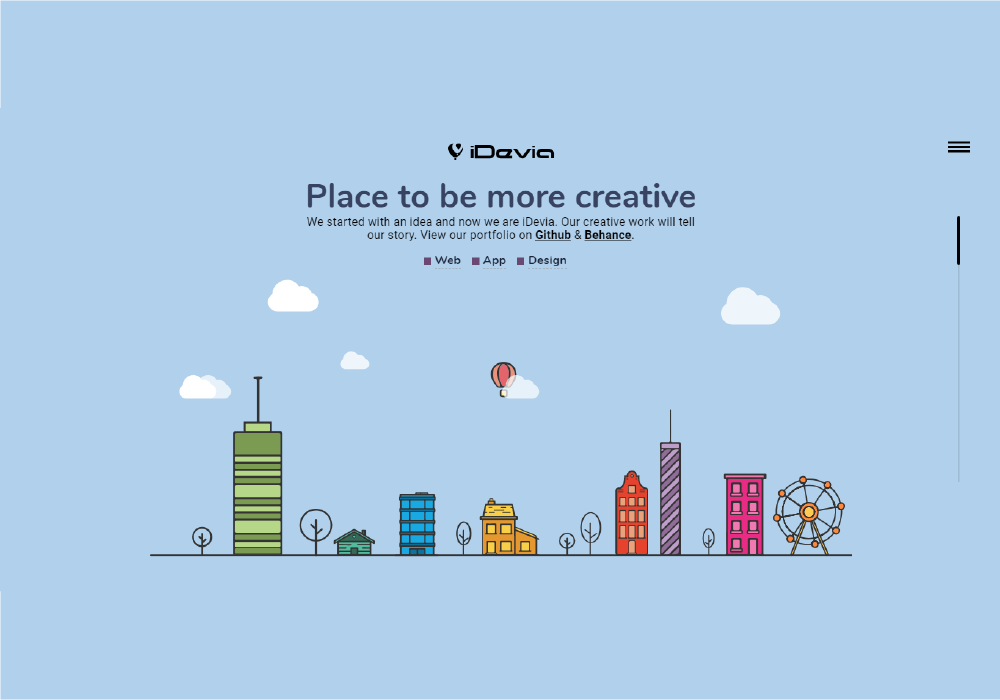 iDevia
Place to be more creative
We started with an idea and now we are iDevia. Our creative work will tell
our story. View our portfolio on Github & Behance.
Web App Design